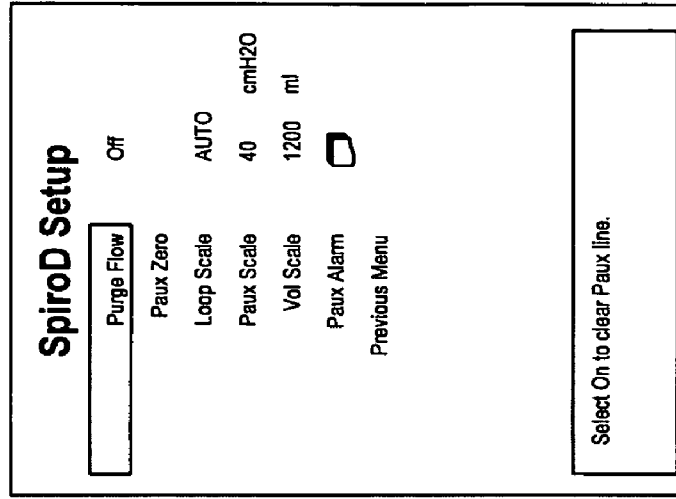 SpiroD Setup
Purge Flow Off
Paux Zero
Loop Scale AUTO
Paux Scale 40 cmH2O
Vol Scale 1200 ml
Paux Alarm
Previous Menu
Select On to clear Paux line.